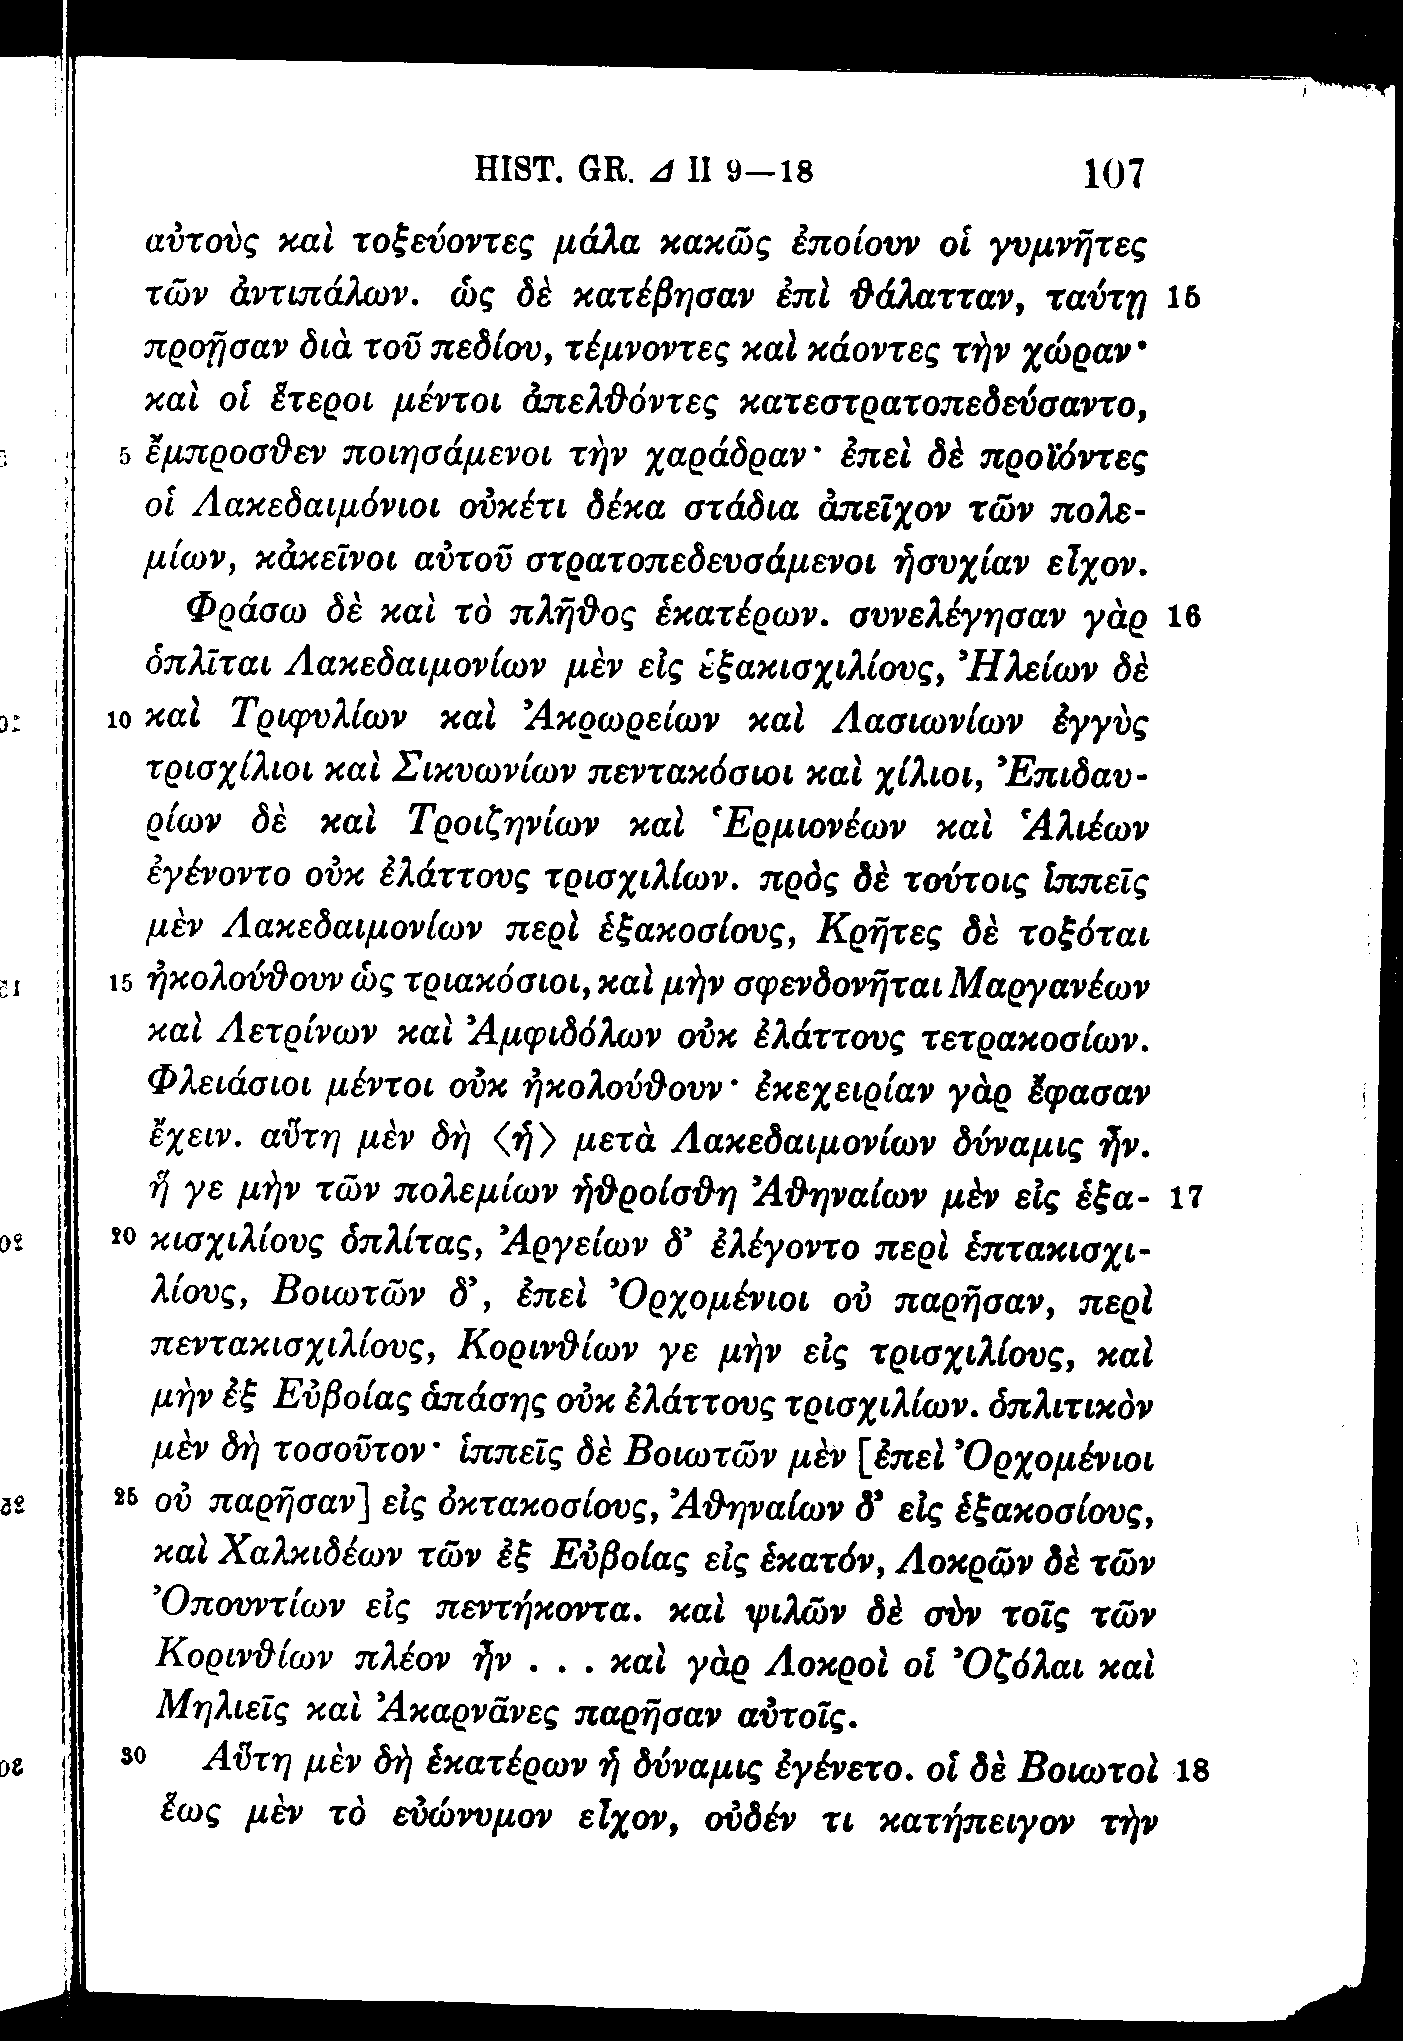 HIST. GR. Δ II 9—18 107
αὐτοὺς καὶ τοξεύοντες μάλα κακῶς ἐποίουν οἱ γυμνῆτες
τῶν ἀντιπάλων. ὡς δὲ κατέβησαν ἐπὶ θάλατταν, ταύτῃ 15
προῇσαν διὰ τοῦ πεδίου, τέμνοντες καὶ κάοντες τὴν χώραν·
καὶ οἱ ἕτεροι μέντοι ἀπελθόντες κατεστρατοπεδεύσαντο,
5 ἔμπροσθεν ποιησάμενοι τὴν χαράδραν· ἐπεὶ δὲ προϊόντες
οἱ Λακεδαιμόνιοι οὐκέτι δέκα στάδια ἀπεῖχον τῶν πολε-
μίων, κἀκεῖνοι αὐτοῦ στρατοπεδευσάμενοι ἡσυχίαν εἶχον.
Φράσω δὲ καὶ τὸ πλῆθος ἑκατέρων. συνελέγησαν γὰρ 16
ὁπλῖται Λακεδαιμονίων μὲν εἰς ἑξακισχιλίους, Ἠλείων δὲ
10 καὶ Τριφυλίων καὶ Ἀκρωρείων καὶ Λασιωνίων ἐγγὺς
τρισχίλιοι καὶ Σικυωνίων πεντακόσιοι καὶ χίλιοι, Ἐπιδαυ-
ρίων δὲ καὶ Τροιζηνίων καὶ Ἑρμιονέων καὶ Ἁλιέων
ἐγένοντο οὐκ ἐλάττους τρισχιλίων. πρὸς δὲ τούτοις ἱππεῖς
μὲν Λακεδαιμονίων περὶ ἑξακοσίους, Κρῆτες δὲ τοξόται
15 ἠκολούθουν ὡς τριακόσιοι, καὶ μὴν σφενδονῆται Μαργανέων
καὶ Λετρίνων καὶ Ἀμφιδόλων οὐκ ἐλάττους τετρακοσίων.
Φλειάσιοι μέντοι οὐκ ἠκολούθουν· ἐκεχειρίαν γὰρ ἔφασαν
ἔχειν. αὕτη μὲν δὴ ⟨ἡ⟩ μετὰ Λακεδαιμονίων δύναμις ἦν.
ἥ γε μὴν τῶν πολεμίων ἡθροίσθη Ἀθηναίων μὲν εἰς ἑξα- 17
20 κισχιλίους ὁπλίτας, Ἀργείων δ’ ἐλέγοντο περὶ ἑπτακισχι-
λίους, Βοιωτῶν δ’, ἐπεὶ Ὀρχομένιοι οὐ παρῆσαν, περὶ
πεντακισχιλίους, Κορινθίων γε μὴν εἰς τρισχιλίους, καὶ
μὴν ἐξ Εὐβοίας ἁπάσης οὐκ ἐλάττους τρισχιλίων. ὁπλιτικὸν
μὲν δὴ τοσοῦτον· ἱππεῖς δὲ Βοιωτῶν μὲν [ἐπεὶ Ὀρχομένιοι
25 οὐ παρῆσαν] εἰς ὀκτακοσίους, Ἀθηναίων δ’ εἰς ἑξακοσίους,
καὶ Χαλκιδέων τῶν ἐξ Εὐβοίας εἰς ἑκατόν, Λοκρῶν δὲ τῶν
Ὀπουντίων εἰς πεντήκοντα. καὶ ψιλῶν δὲ σὺν τοῖς τῶν
Κορινθίων πλέον ἦν . . . καὶ γὰρ Λοκροὶ οἱ Ὀζόλαι καὶ
Μηλιεῖς καὶ Ἀκαρνᾶνες παρῆσαν αὐτοῖς.
30 Αὕτη μὲν δὴ ἑκατέρων ἡ δύναμις ἐγένετο. οἱ δὲ Βοιωτοὶ 18
ἕως μὲν τὸ εὐώνυμον εἶχον, οὐδέν τι κατήπειγον τὴν